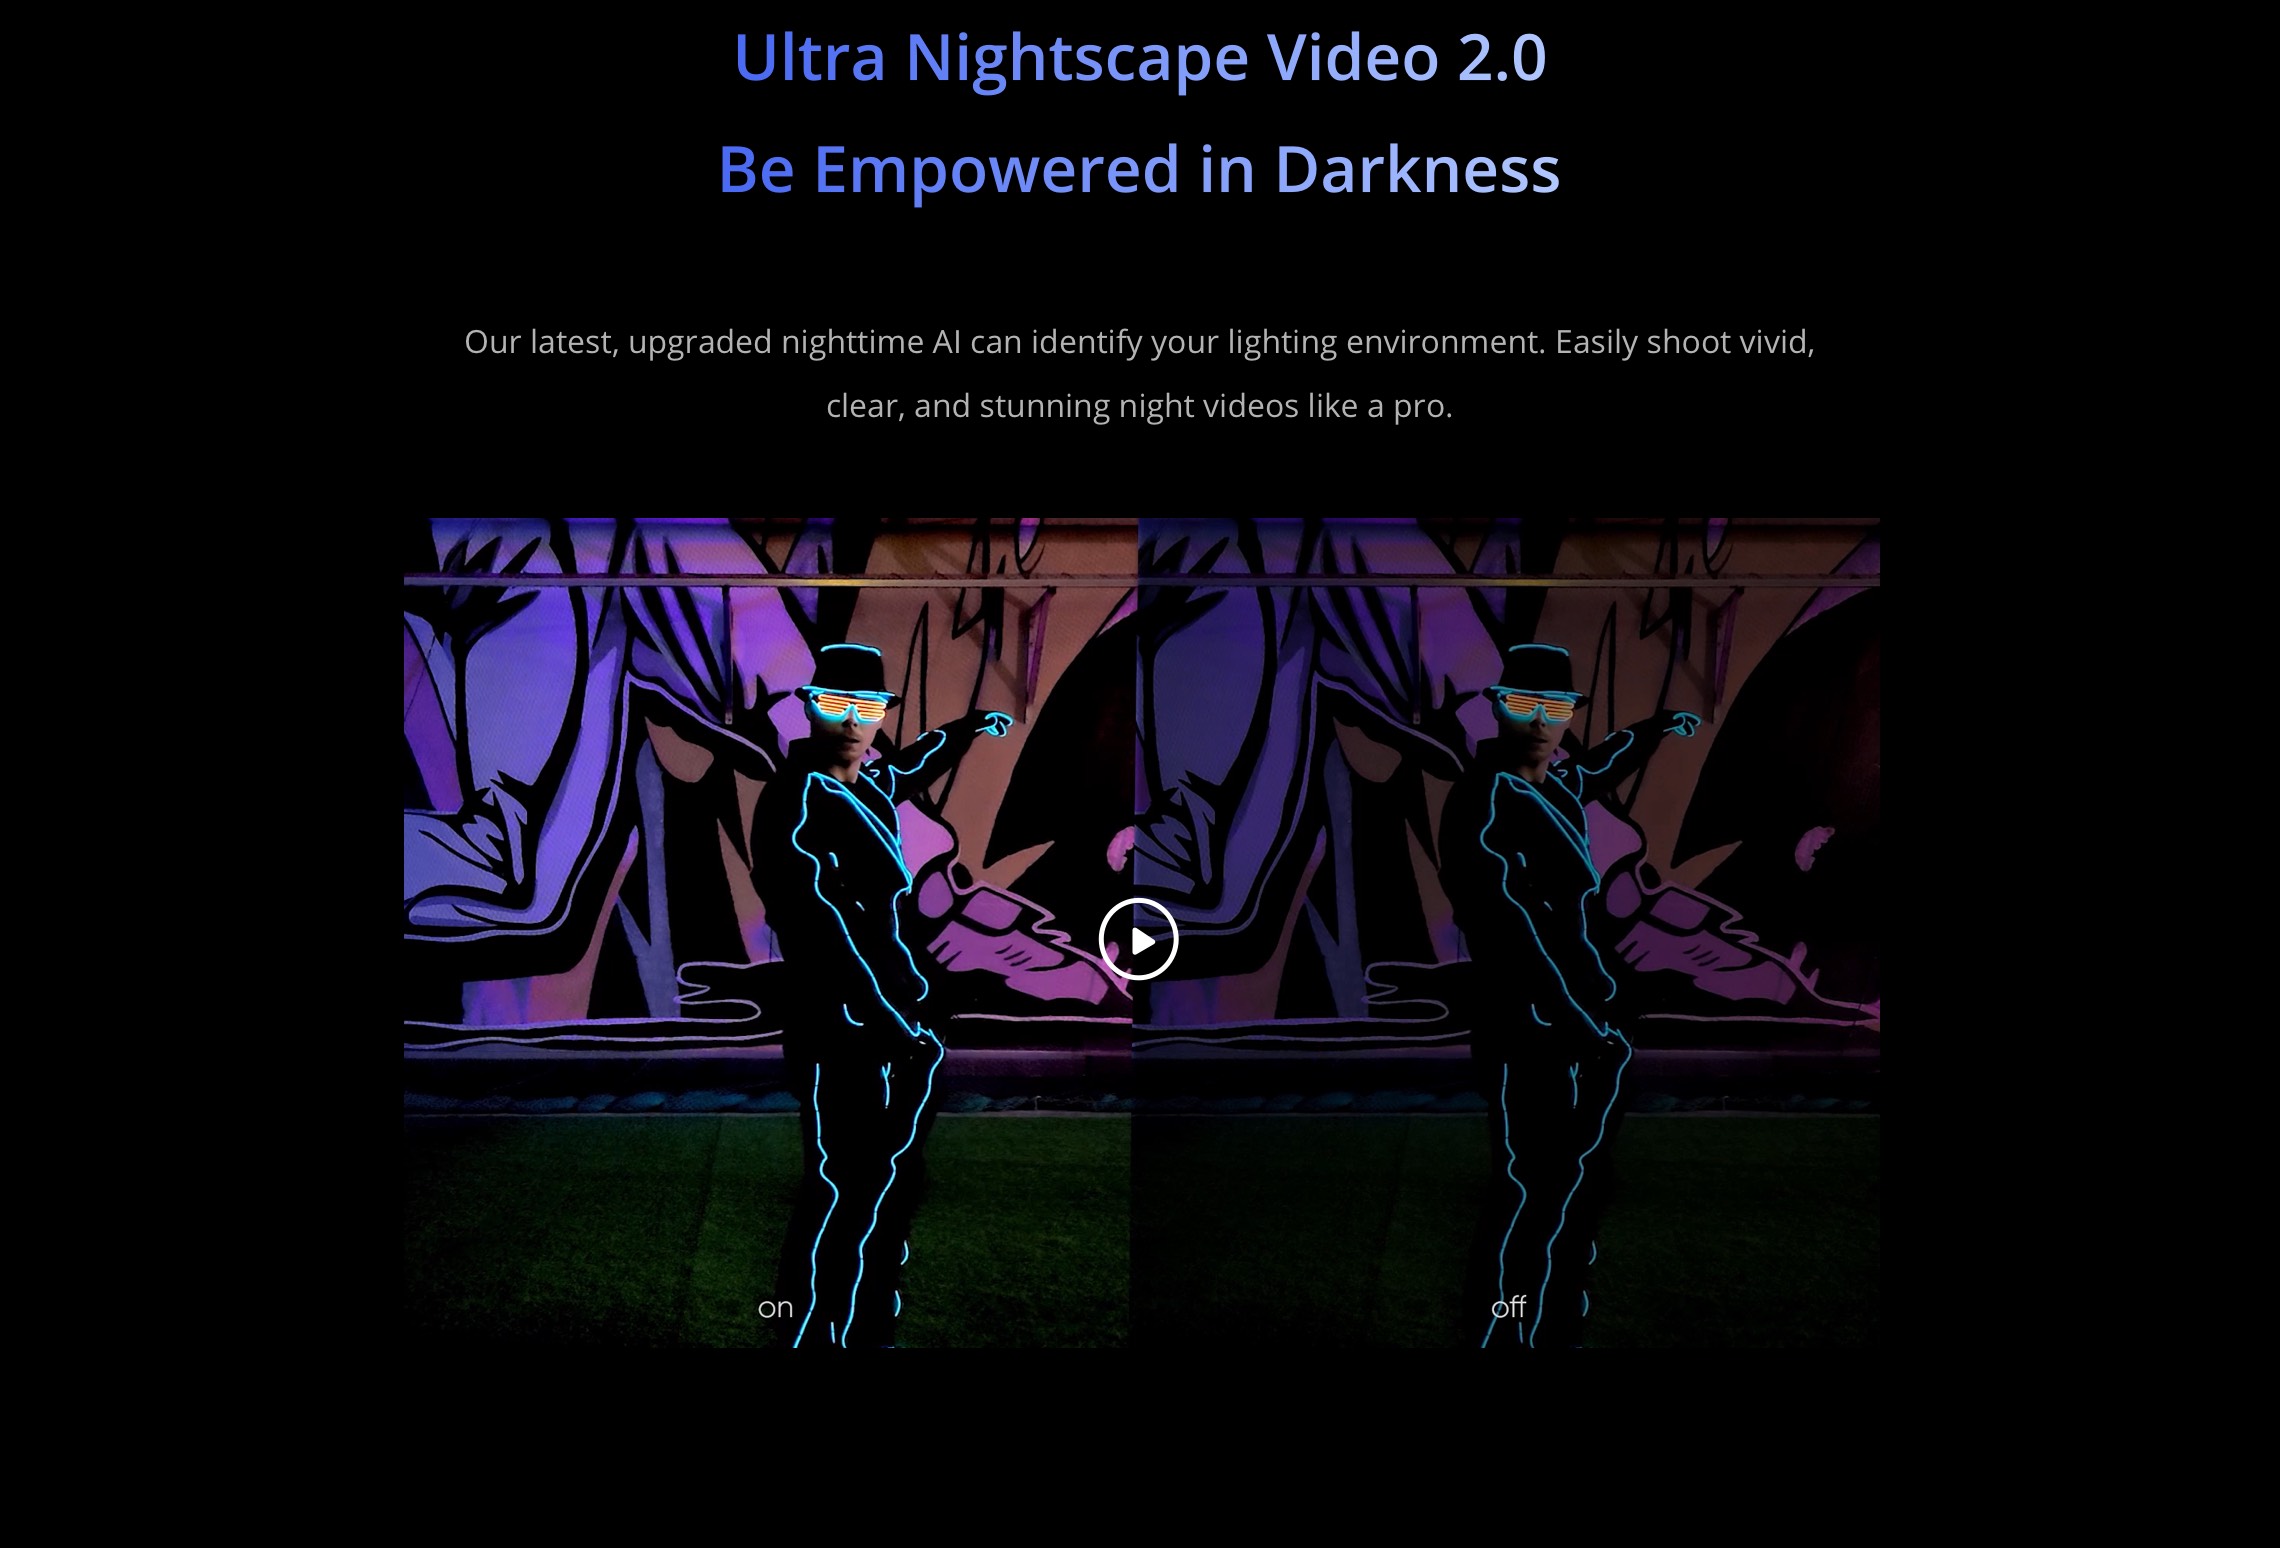 Ultra Nightscape Video 2.0
Be Empowered in Darkness
Our latest, upgraded nighttime AI can identify your lighting environment. Easily shoot vivid,
clear, and stunning night videos like a pro.
on
off